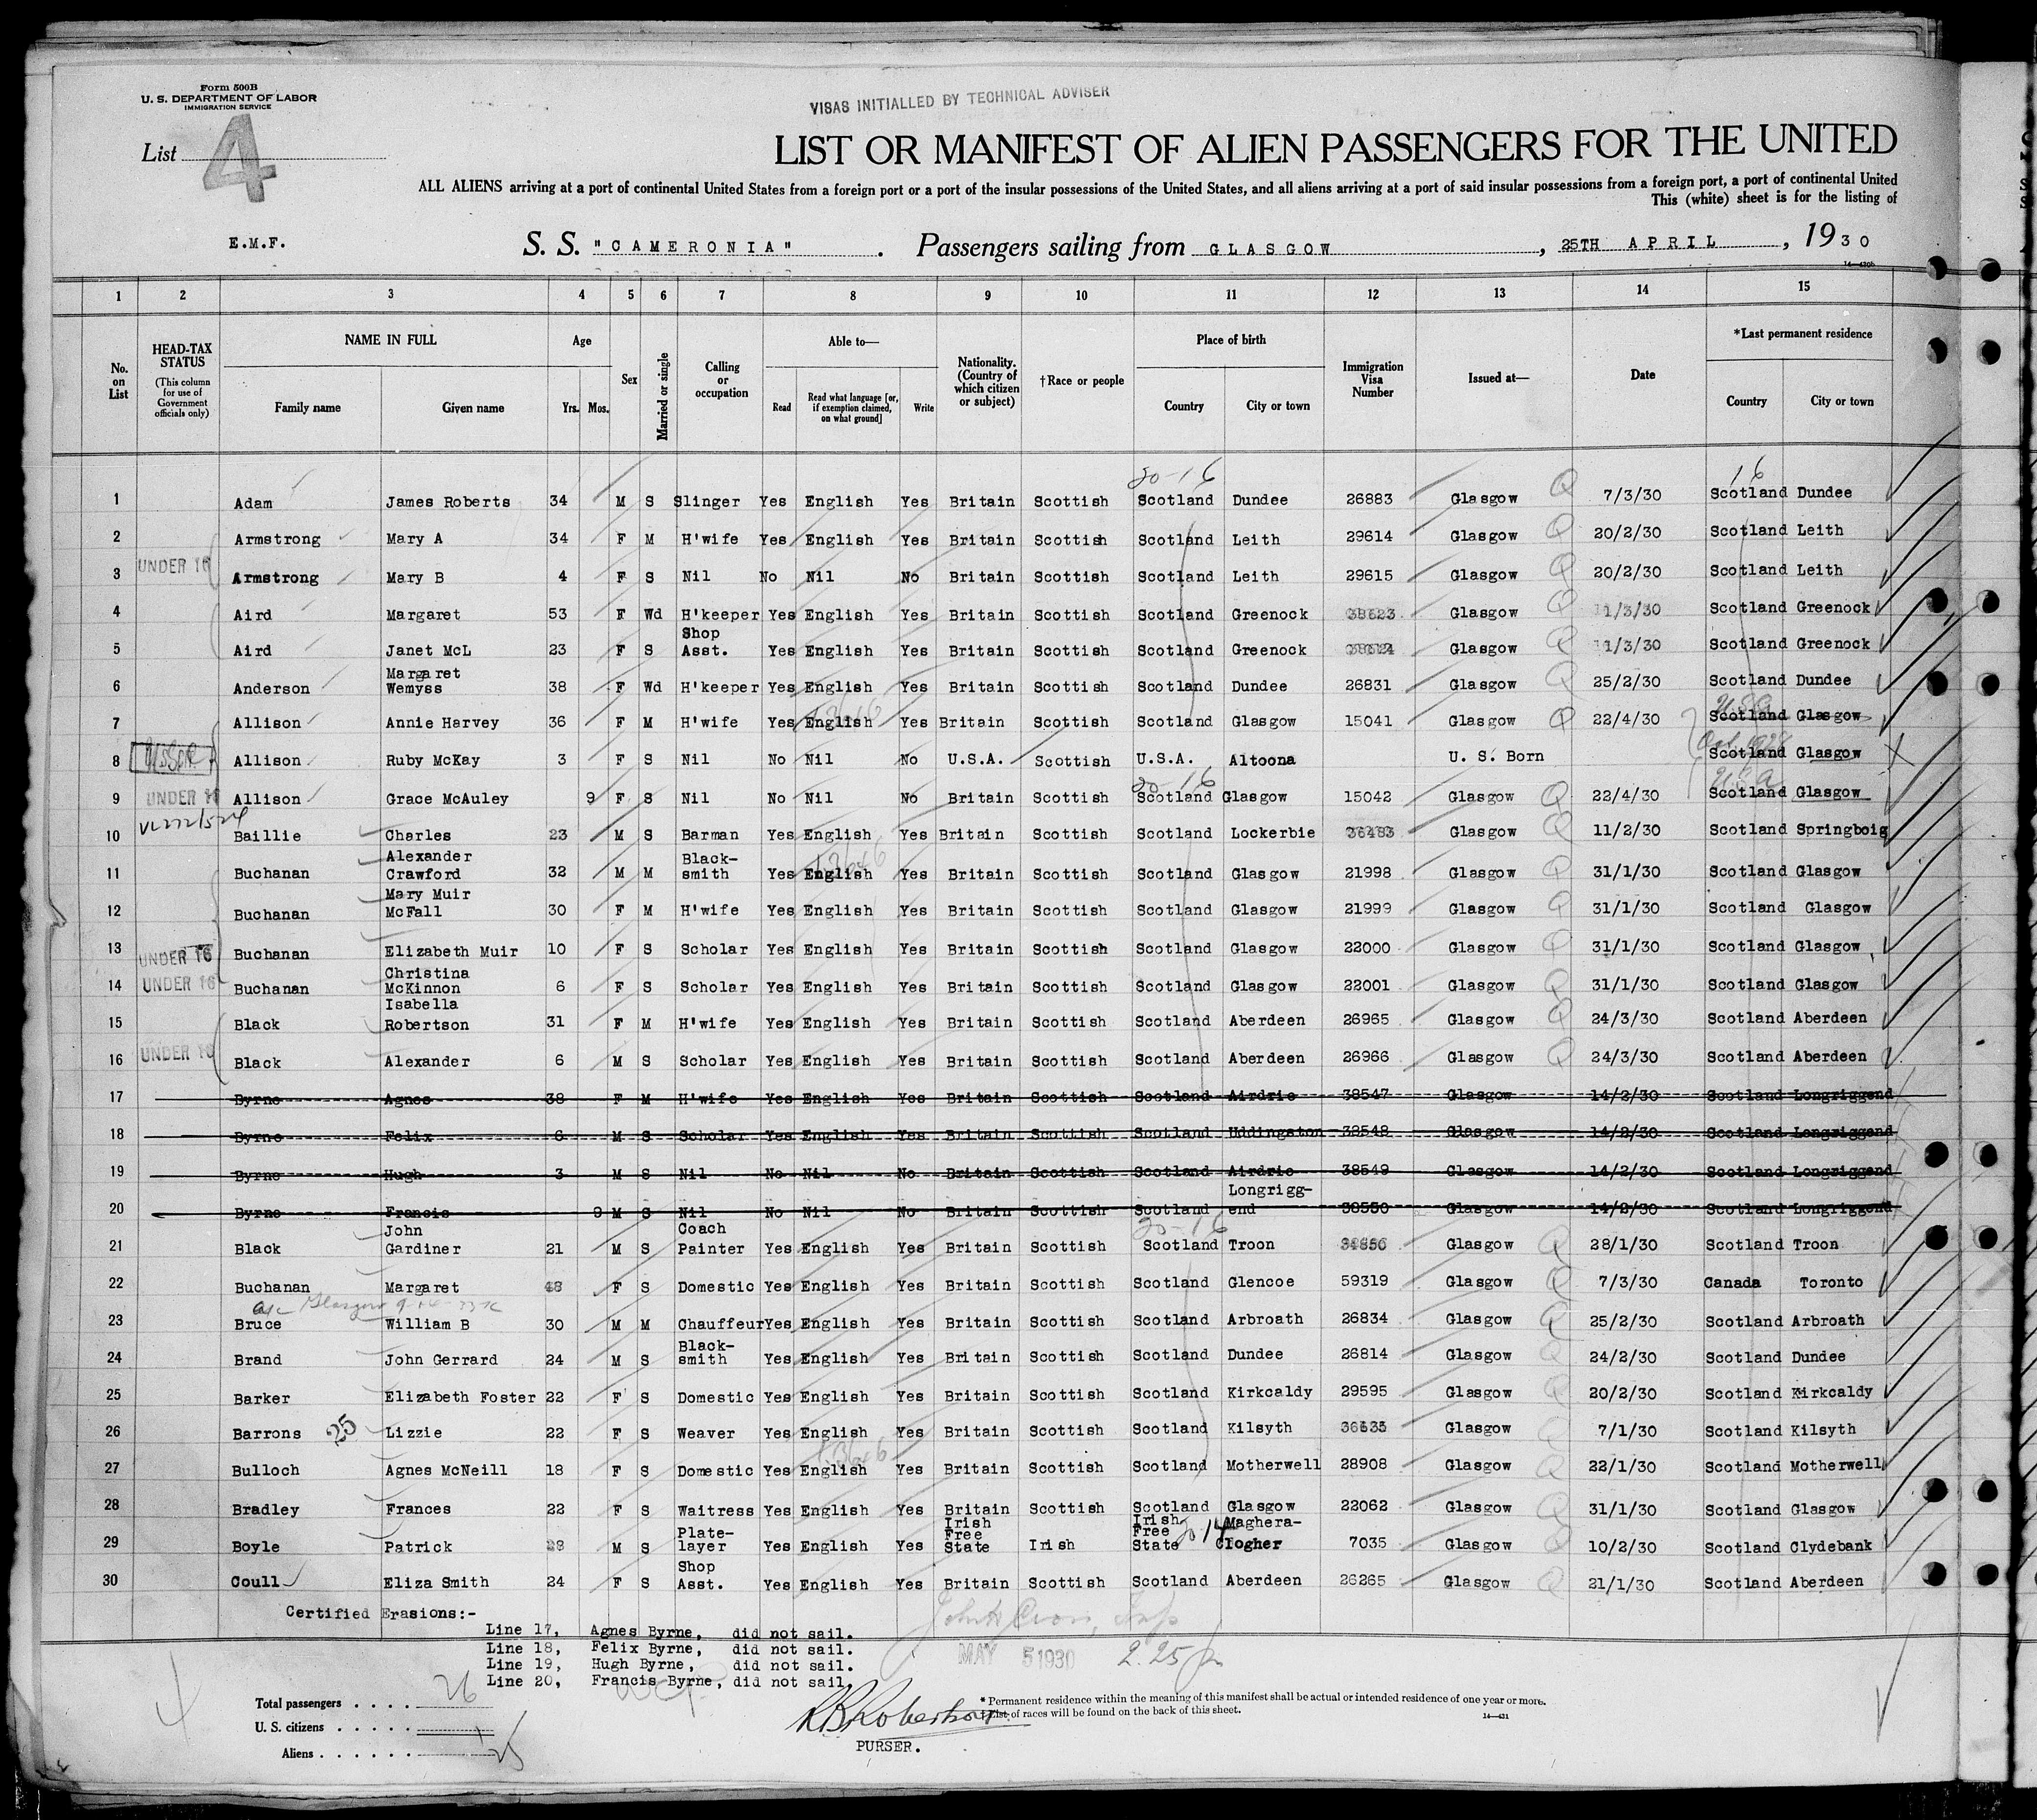 Form 500B
U. S. DEPARTMENT OF LABOR
IMMIGRATION SERVICE
VISAS INITIALLED BY TECHNICAL ADVISER
List 4
LIST OR MANIFEST OF ALIEN PASSENGERS FOR THE UNITED
ALL ALIENS arriving at a port of continental United States from a foreign port or a port of the insular possessions of the United States, and all aliens arriving at a port of said insular possessions from a foreign port, a port of continental United
This (white) sheet is for the listing of
E.M.F. S. S. "CAMERONIA". Passengers sailing from GLASGOW, 25TH APRIL, 1930
1 2 3 4 5 6 7 8 9 10 11 12 13 14 15
No. on List
HEAD-TAX STATUS
(This column for use of Government officials only)
NAME IN FULL
Family name Given name
Age
Yrs. Mos.
Sex
Married or single
Calling or occupation
Able to—
Read Read what language [or, if exemption claimed, on what ground] Write
Nationality. (Country of which citizen or subject)
†Race or people
Place of birth
Country City or town
Immigration Visa Number
Issued at—
Date
*Last permanent residence
Country City or town
20-16 16
1 Adam James Roberts 34 M S Slinger Yes English Yes Britain Scottish Scotland Dundee 26883 Glasgow Q 7/3/30 Scotland Dundee
2 Armstrong Mary A 34 F M H'wife Yes English Yes Britain Scottish Scotland Leith 29614 Glasgow Q 20/2/30 Scotland Leith
3 UNDER 16 Armstrong Mary B 4 F S Nil No Nil No Britain Scottish Scotland Leith 29615 Glasgow Q 20/2/30 Scotland Leith
4 Aird Margaret 53 F Wd H'keeper Yes English Yes Britain Scottish Scotland Greenock Glasgow Q 11/3/30 Scotland Greenock
5 Aird Janet McL 23 F S Shop Asst. Yes English Yes Britain Scottish Scotland Greenock Glasgow Q 11/3/30 Scotland Greenock
6 Anderson Margaret Wemyss 38 F Wd H'keeper Yes English Yes Britain Scottish Scotland Dundee 26831 Glasgow Q 25/2/30 Scotland Dundee
7 Allison Annie Harvey 36 F M H'wife Yes English Yes Britain Scottish Scotland Glasgow 15041 Glasgow Q 22/4/30 Scotland Glasgow
8 Allison Ruby McKay 3 F S Nil No Nil No U.S.A. Scottish U.S.A. Altoona U. S. Born Scotland Glasgow
20-16
9 UNDER 16 Allison Grace McAuley 9 F S Nil No Nil No Britain Scottish Scotland Glasgow 15042 Glasgow Q 22/4/30 Scotland Glasgow
10 Baillie Charles 23 M S Barman Yes English Yes Britain Scottish Scotland Lockerbie 36483 Glasgow Q 11/2/30 Scotland Springboig
11 Buchanan Alexander Crawford 32 M M Black-smith Yes English Yes Britain Scottish Scotland Glasgow 21998 Glasgow Q 31/1/30 Scotland Glasgow
12 Buchanan Mary Muir McFall 30 F M H'wife Yes English Yes Britain Scottish Scotland Glasgow 21999 Glasgow Q 31/1/30 Scotland Glasgow
13 UNDER 16 Buchanan Elizabeth Muir 10 F S Scholar Yes English Yes Britain Scottish Scotland Glasgow 22000 Glasgow Q 31/1/30 Scotland Glasgow
14 UNDER 16 Buchanan Christina McKinnon 6 F S Scholar Yes English Yes Britain Scottish Scotland Glasgow 22001 Glasgow Q 31/1/30 Scotland Glasgow
15 Black Isabella Robertson 31 F M H'wife Yes English Yes Britain Scottish Scotland Aberdeen 26965 Glasgow Q 24/3/30 Scotland Aberdeen
16 UNDER 16 Black Alexander 6 M S Scholar Yes English Yes Britain Scottish Scotland Aberdeen 26966 Glasgow Q 24/3/30 Scotland Aberdeen
17 Byrne Agnes 38 F M H'wife Yes English Yes Britain Scottish Scotland Airdrie 38547 Glasgow 14/2/30 Scotland Longriggend
18 Byrne Felix 6 M S Scholar Yes English Yes Britain Scottish Scotland Uddingston 38548 Glasgow 14/2/30 Scotland Longriggend
19 Byrne Hugh 3 M S Nil No Nil No Britain Scottish Scotland Airdrie 38549 Glasgow 14/2/30 Scotland Longriggend
20 Byrne Francis 9 M S Nil No Nil No Britain Scottish Scotland Longrigg-end 38550 Glasgow 14/2/30 Scotland Longriggend
20-16
21 Black John Gardiner 21 M S Coach Painter Yes English Yes Britain Scottish Scotland Troon Glasgow Q 28/1/30 Scotland Troon
22 Buchanan Margaret 48 F S Domestic Yes English Yes Britain Scottish Scotland Glencoe 59319 Glasgow Q 7/3/30 Canada Toronto
23 Bruce William B 30 M M Chauffeur Yes English Yes Britain Scottish Scotland Arbroath 26834 Glasgow Q 25/2/30 Scotland Arbroath
24 Brand John Gerrard 24 M S Black-smith Yes English Yes Britain Scottish Scotland Dundee 26814 Glasgow Q 24/2/30 Scotland Dundee
25 Barker Elizabeth Foster 22 F S Domestic Yes English Yes Britain Scottish Scotland Kirkcaldy 29595 Glasgow Q 20/2/30 Scotland Kirkcaldy
26 Barrons 25 Lizzie 22 F S Weaver Yes English Yes Britain Scottish Scotland Kilsyth Glasgow Q 7/1/30 Scotland Kilsyth
27 Bulloch Agnes McNeill 18 F S Domestic Yes English Yes Britain Scottish Scotland Motherwell 28908 Glasgow Q 22/1/30 Scotland Motherwell
28 Bradley Frances 22 F S Waitress Yes English Yes Britain Scottish Scotland Glasgow 22062 Glasgow Q 31/1/30 Scotland Glasgow
29 Boyle Patrick M S Plate-layer Yes English Yes Irish Free State Irish Irish Free State Maghera-Clogher 7035 Glasgow Q 10/2/30 Scotland Clydebank
30 Coull Eliza Smith 24 F S Shop Asst. Yes English Yes Britain Scottish Scotland Aberdeen 26265 Glasgow Q 21/1/30 Scotland Aberdeen
Certified Erasions:-
Line 17, Agnes Byrne, did not sail.
Line 18, Felix Byrne, did not sail.
Line 19, Hugh Byrne, did not sail.
Line 20, Francis Byrne, did not sail.
MAY 5 1930
Total passengers . . . . 26
U. S. citizens . . . . . 1
Aliens . . . . . . 25
PURSER.
* Permanent residence within the meaning of this manifest shall be actual or intended residence of one year or more.
† List of races will be found on the back of this sheet.
14—431